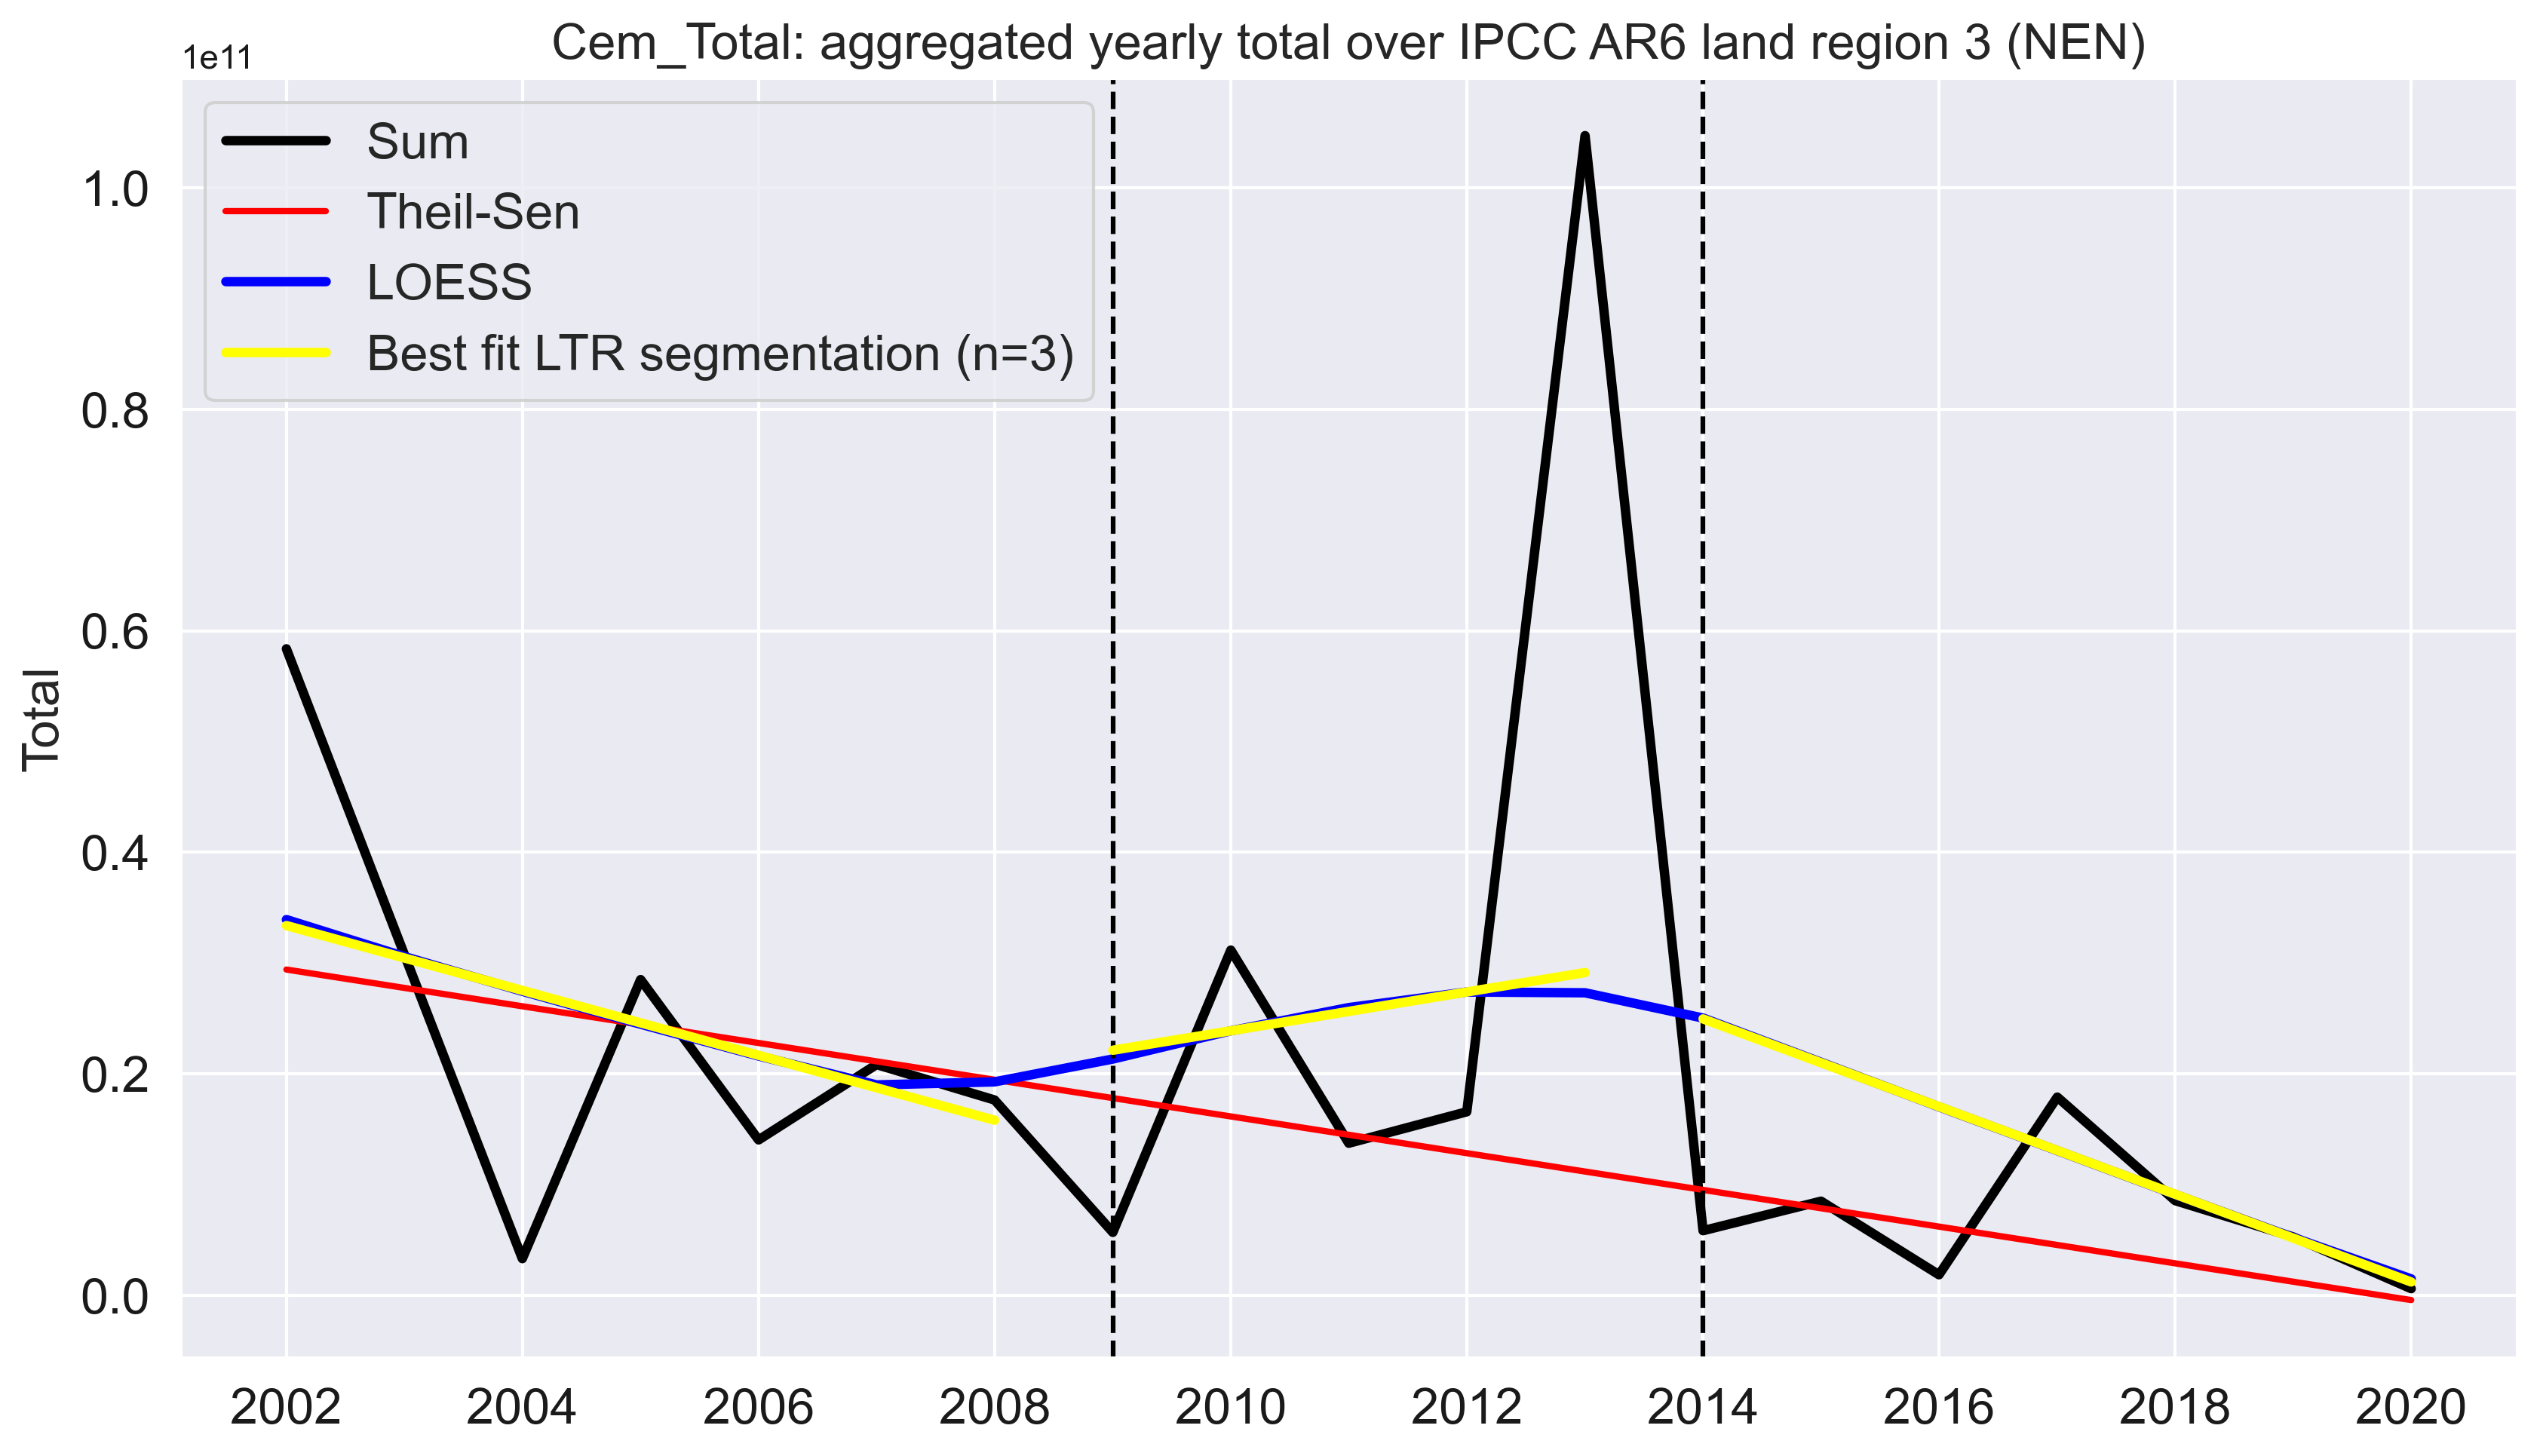 Cem_Total: aggregated yearly total over IPCC AR6 land region 3 (NEN)
1e11
Sum
Theil-Sen
LOESS
Best fit LTR segmentation (n=3)
1.0
0.8
0.6
0.4
0.2
0.0
Total
2002 2004 2006 2008 2010 2012 2014 2016 2018 2020